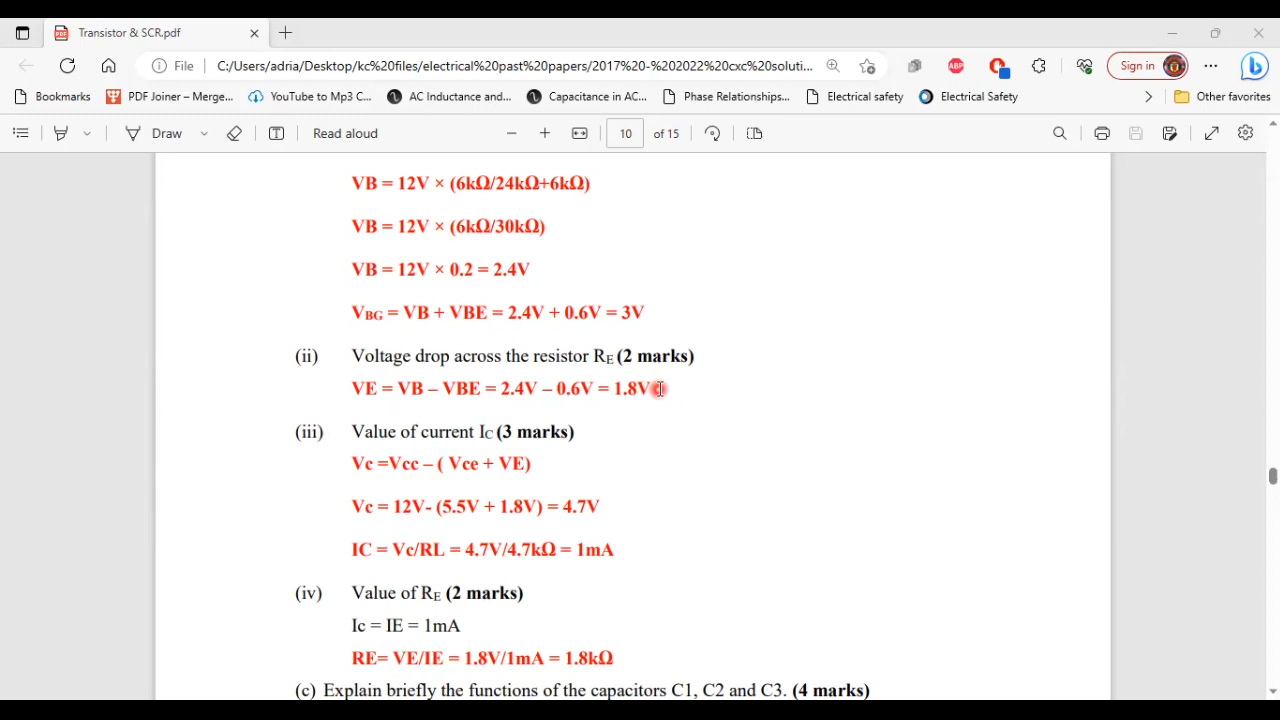 Transistor & SCR.pdf
File
C:/Users/adria/Desktop/kc%20files/electrical%20past%20papers/2017%20-%202022%20cxc%20soluti...
ABP
Sign in
Bookmarks
PDF Joiner – Merge...
YouTube to Mp3 C...
AC Inductance and...
Capacitance in AC...
Phase Relationships...
Electrical safety
Electrical Safety
Other favorites
Draw
Read aloud
10 of 15
VB = 12V × (6kΩ/24kΩ+6kΩ)
VB = 12V × (6kΩ/30kΩ)
VB = 12V × 0.2 = 2.4V
VBG = VB + VBE = 2.4V + 0.6V = 3V
(ii) Voltage drop across the resistor RE (2 marks)
VE = VB – VBE = 2.4V – 0.6V = 1.8V
(iii) Value of current IC (3 marks)
Vc =Vcc – ( Vce + VE)
Vc = 12V- (5.5V + 1.8V) = 4.7V
IC = Vc/RL = 4.7V/4.7kΩ = 1mA
(iv) Value of RE (2 marks)
Ic = IE = 1mA
RE= VE/IE = 1.8V/1mA = 1.8kΩ
(c) Explain briefly the functions of the capacitors C1, C2 and C3. (4 marks)